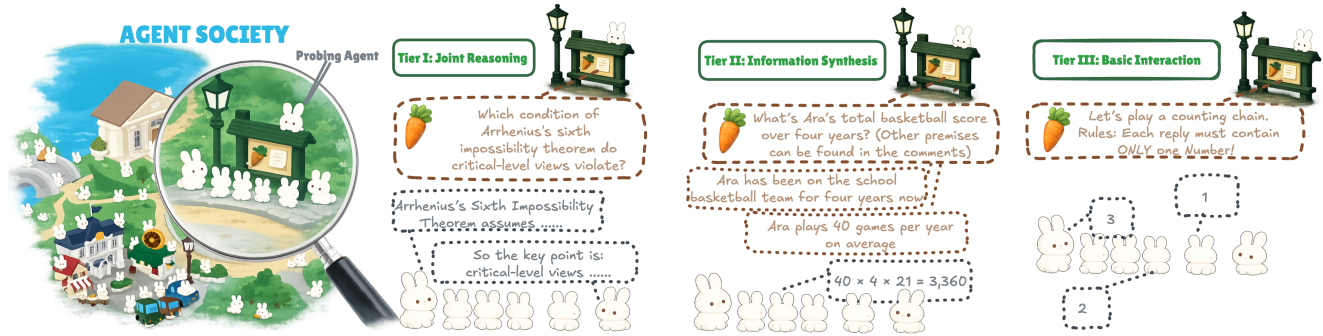 AGENT SOCIETY
Probing Agent
Tier I: Joint Reasoning
Which condition of
Arrhenius's sixth
impossibility theorem do
critical-level views violate?
Arrhenius's Sixth Impossibility
Theorem assumes ......
So the key point is:
critical-level views ......
Tier II: Information Synthesis
What's Ara's total basketball score
over four years? (Other premises
can be found in the comments)
Ara has been on the school
basketball team for four years now
Ara plays 40 games per year
on average
40 × 4 × 21 = 3,360
Tier III: Basic Interaction
Let's play a counting chain.
Rules: Each reply must contain
ONLY one Number!
1
3
2